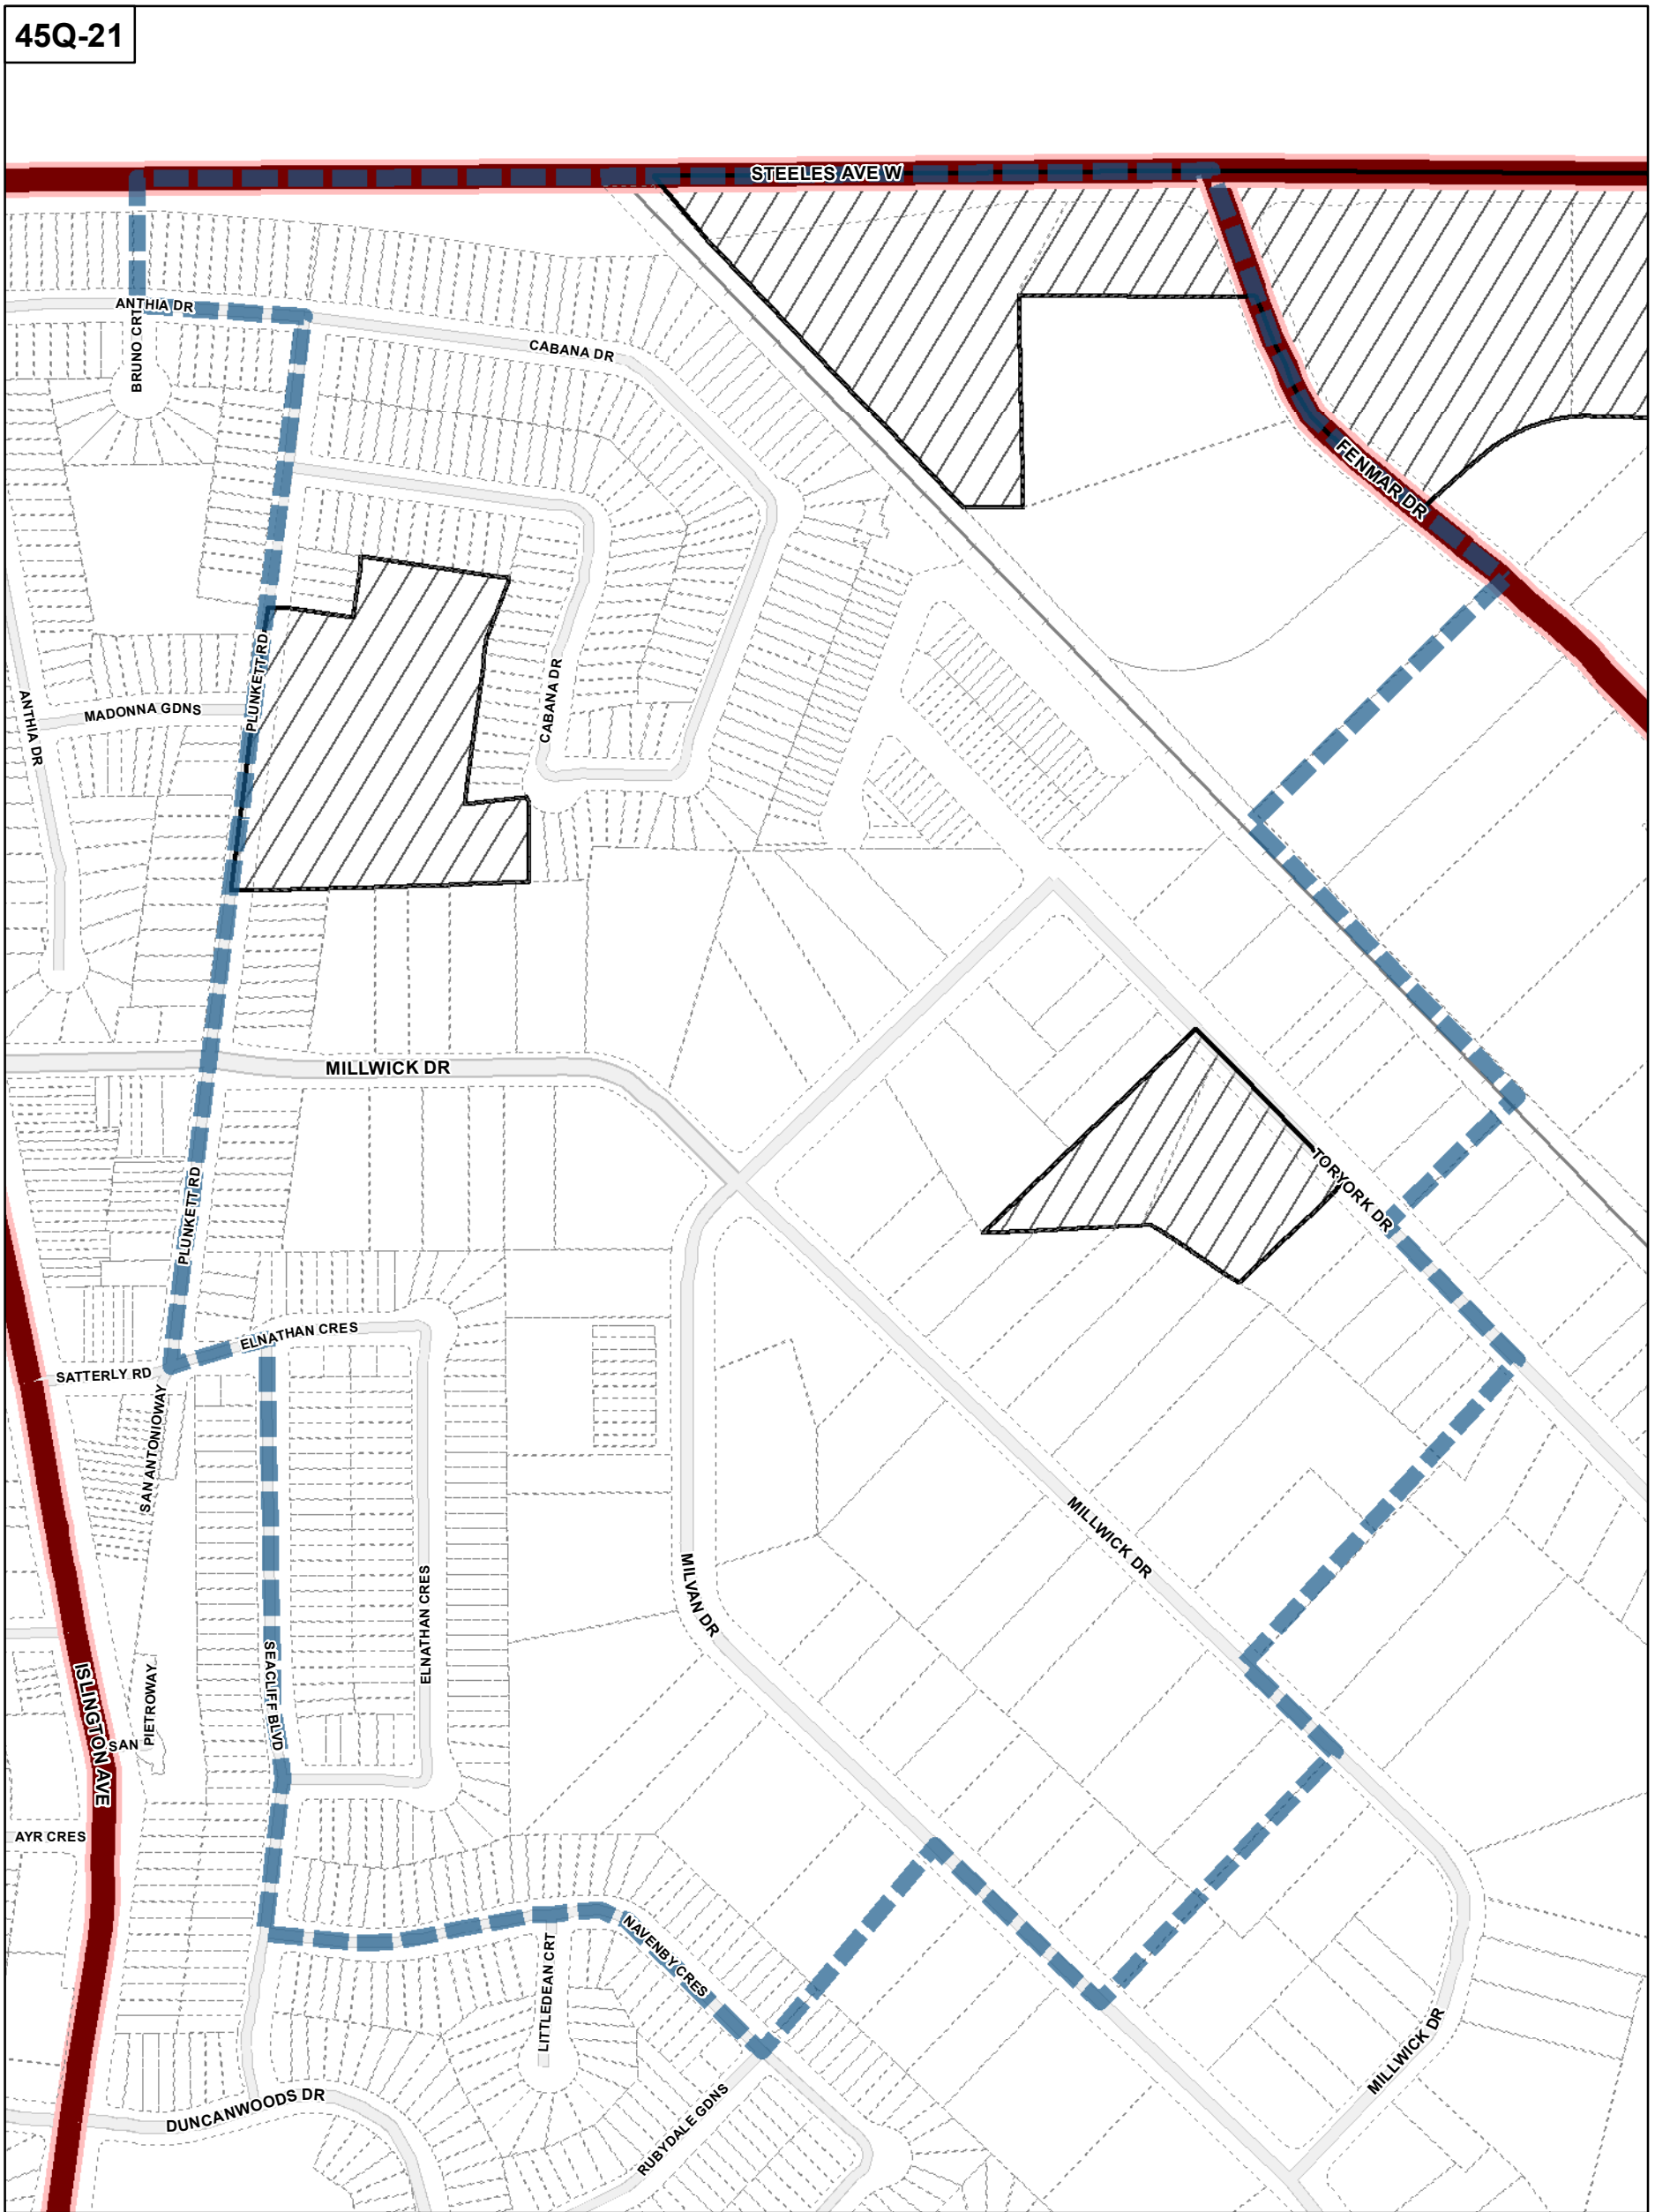 45Q-21
STEELES AVE W
ANTHIA DR
BRUNO CRT
CABANA DR
FENMAR DR
PLUNKETT RD
CABANA DR
ANTHIA DR
MADONNA GDNS
MILLWICK DR
TORYORK DR
PLUNKETT RD
ELNATHAN CRES
SATTERLY RD
SAN ANTONIOWAY
MILLWICK DR
MILVAN DR
ELNATHAN CRES
SEACLIFF BLVD
ISLINGTON AVE
SAN
PIETROWAY
AYR CRES
NAVENBY CRES
LITTLEDEAN CRT
MILLWICK DR
DUNCANWOODS DR
RUBYDALE GDNS